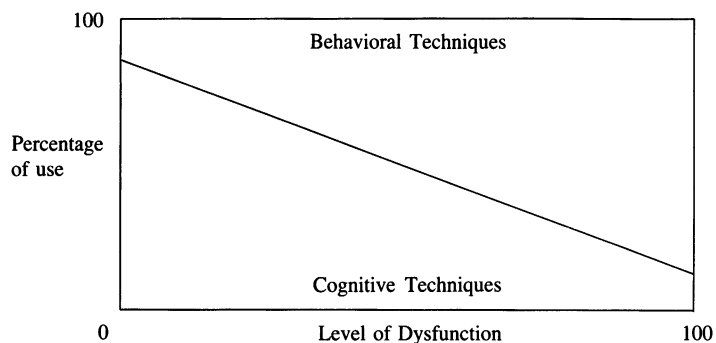 100
Behavioral Techniques
Percentage
of use
Cognitive Techniques
0
Level of Dysfunction
100